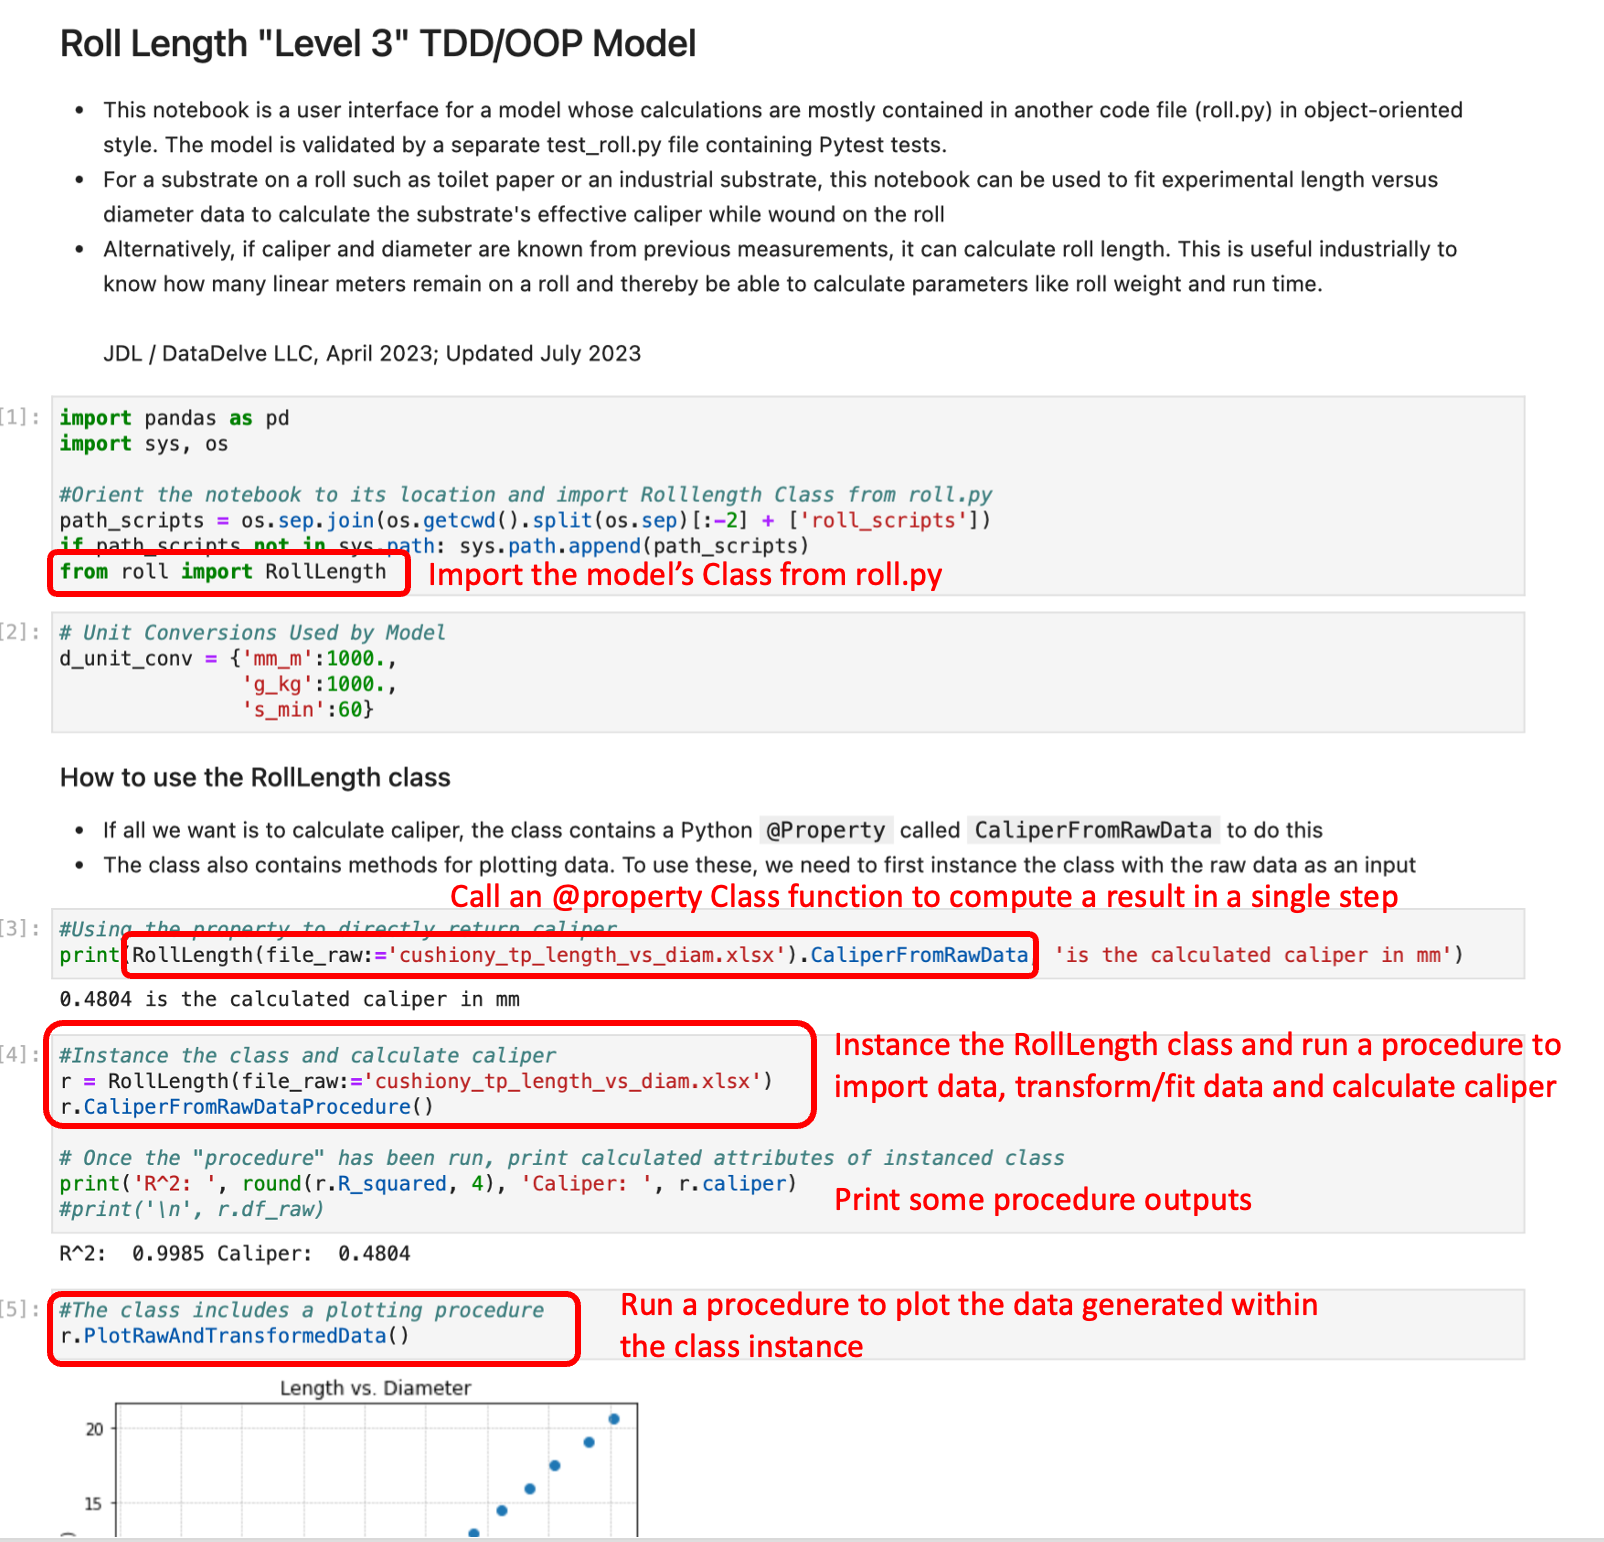 Roll Length "Level 3" TDD/OOP Model
• This notebook is a user interface for a model whose calculations are mostly contained in another code file (roll.py) in object-oriented
style. The model is validated by a separate test_roll.py file containing Pytest tests.
• For a substrate on a roll such as toilet paper or an industrial substrate, this notebook can be used to fit experimental length versus
diameter data to calculate the substrate's effective caliper while wound on the roll
• Alternatively, if caliper and diameter are known from previous measurements, it can calculate roll length. This is useful industrially to
know how many linear meters remain on a roll and thereby be able to calculate parameters like roll weight and run time.
JDL / DataDelve LLC, April 2023; Updated July 2023
[1]: import pandas as pd
import sys, os
#Orient the notebook to its location and import Rolllength Class from roll.py
path_scripts = os.sep.join(os.getcwd().split(os.sep)[:-2] + ['roll_scripts'])
if path_scripts not in sys.path: sys.path.append(path_scripts)
from roll import RollLength Import the model’s Class from roll.py
[2]: # Unit Conversions Used by Model
d_unit_conv = {'mm_m':1000.,
'g_kg':1000.,
's_min':60}
How to use the RollLength class
• If all we want is to calculate caliper, the class contains a Python @Property called CaliperFromRawData to do this
• The class also contains methods for plotting data. To use these, we need to first instance the class with the raw data as an input
Call an @property Class function to compute a result in a single step
[3]: #Using the property to directly return caliper
print(RollLength(file_raw:='cushiony_tp_length_vs_diam.xlsx').CaliperFromRawData, 'is the calculated caliper in mm')
0.4804 is the calculated caliper in mm
[4]: #Instance the class and calculate caliper
r = RollLength(file_raw:='cushiony_tp_length_vs_diam.xlsx')
r.CaliperFromRawDataProcedure()
Instance the RollLength class and run a procedure to
import data, transform/fit data and calculate caliper
# Once the "procedure" has been run, print calculated attributes of instanced class
print('R^2: ', round(r.R_squared, 4), 'Caliper: ', r.caliper)
#print('\n', r.df_raw)
Print some procedure outputs
R^2:  0.9985 Caliper:  0.4804
[5]: #The class includes a plotting procedure
r.PlotRawAndTransformedData()
Run a procedure to plot the data generated within
the class instance
Length vs. Diameter
20
15